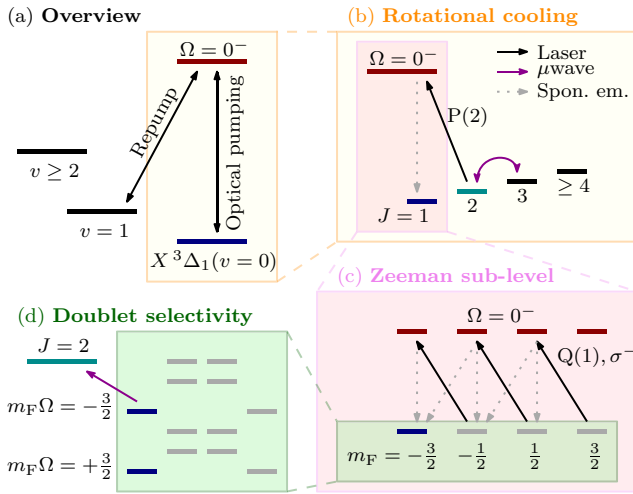 (a) Overview
Ω = 0⁻
Repump
Optical pumping
v ≥ 2
v = 1
X ³Δ₁(v = 0)
(b) Rotational cooling
Ω = 0⁻
Laser
μwave
Spon. em.
P(2)
J = 1
2
3
≥ 4
(c) Zeeman sub-level
Ω = 0⁻
Q(1), σ⁻
m_F = −3/2
−1/2
1/2
3/2
(d) Doublet selectivity
J = 2
m_FΩ = −3/2
m_FΩ = +3/2